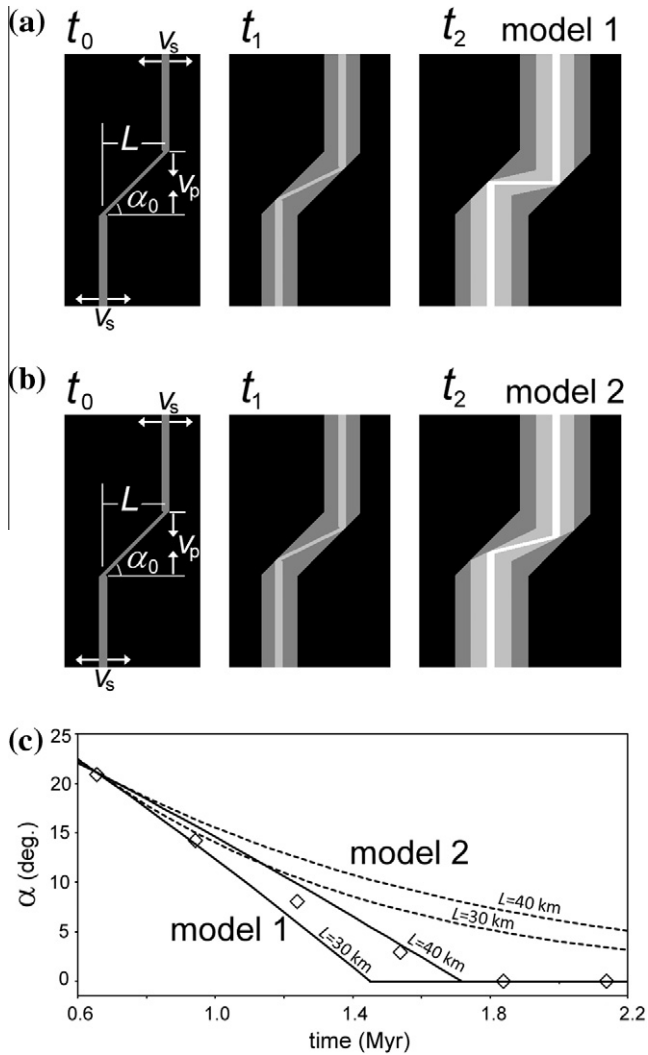 (a) t0 t1 t2 model 1
vs
L
vp
α0
vs
(b) t0 t1 t2 model 2
vs
L
vp
α0
vs
(c)
25
20
15
10
5
0
α (deg.)
model 2
model 1
L=40 km
L=30 km
L=30 km
L=40 km
0.6 1.0 1.4 1.8 2.2
time (Myr)